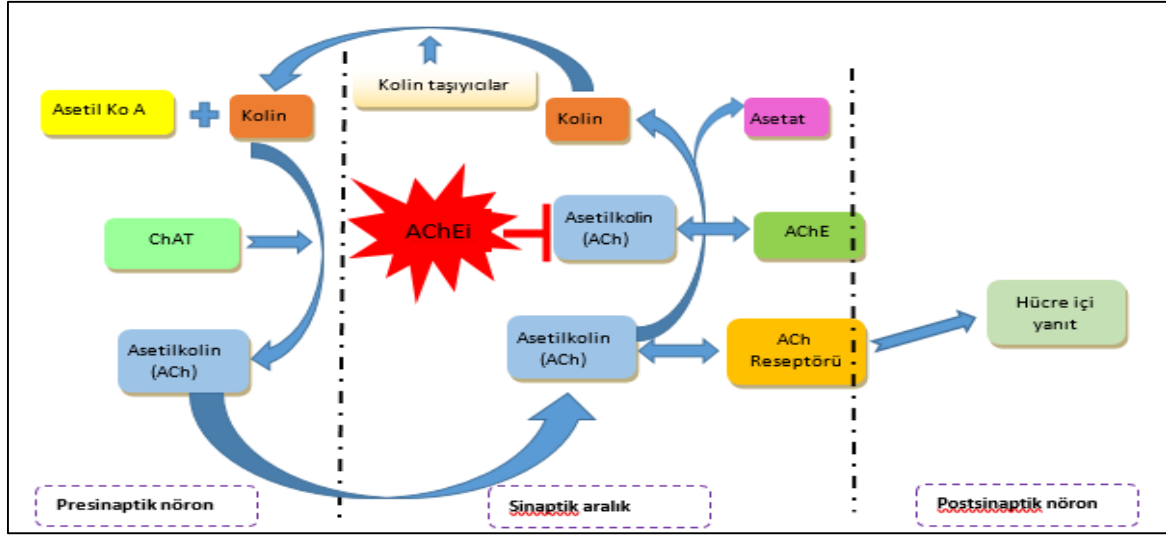 Kolin taşıyıcılar
Asetil Ko A
Kolin
Kolin
Asetat
ChAT
AChEi
Asetilkolin
(ACh)
AChE
Asetilkolin
(ACh)
Asetilkolin
(ACh)
ACh
Reseptörü
Hücre içi
yanıt
Presinaptik nöron
Sinaptik aralık
Postsinaptik nöron